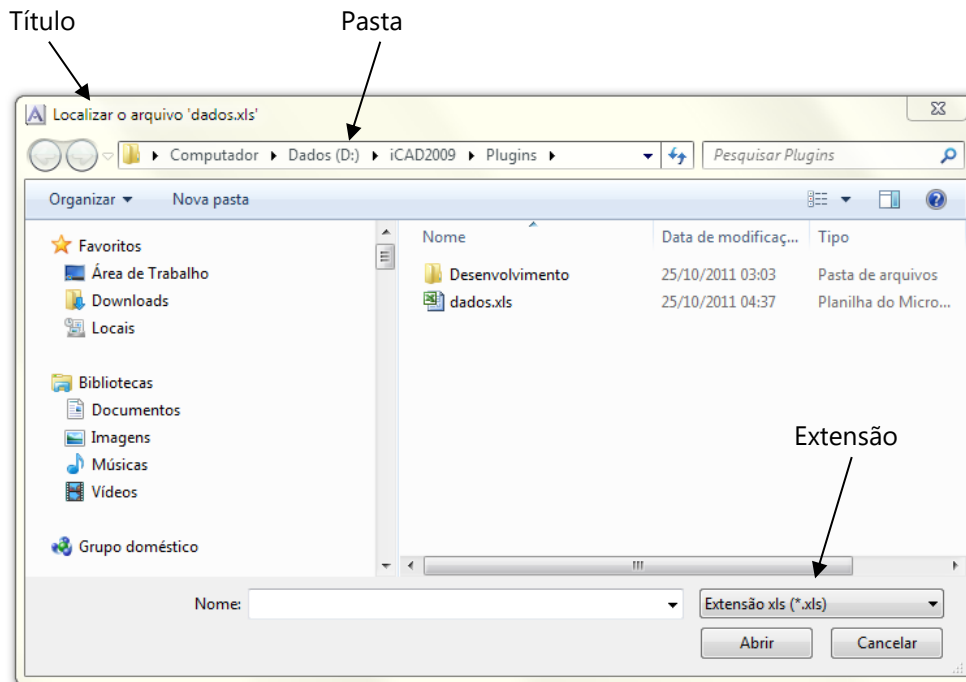 Título Pasta
Localizar o arquivo 'dados.xls'
Computador Dados (D:) iCAD2009 Plugins Pesquisar Plugins
Organizar Nova pasta
Favoritos
Área de Trabalho
Downloads
Locais
Bibliotecas
Documentos
Imagens
Músicas
Vídeos
Grupo doméstico
Nome Data de modificaç... Tipo
Desenvolvimento 25/10/2011 03:03 Pasta de arquivos
dados.xls 25/10/2011 04:37 Planilha do Micro...
Extensão
Nome: Extensão xls (*.xls)
Abrir Cancelar